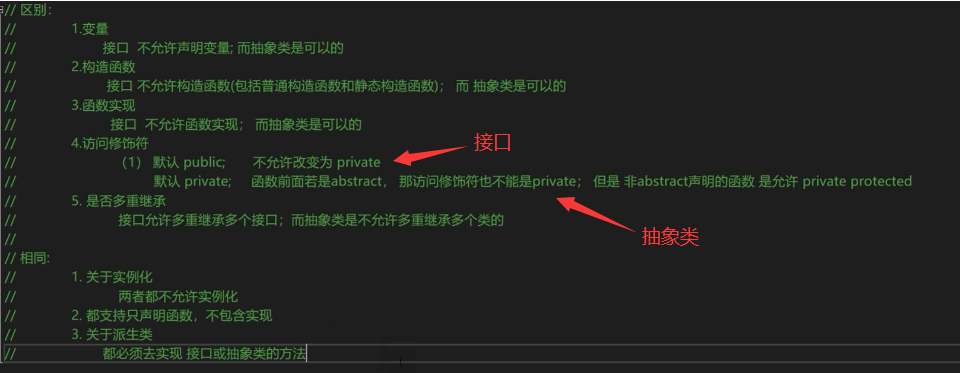 // 区别：
// 1.变量
// 接口 不允许声明变量; 而抽象类是可以的
// 2.构造函数
// 接口 不允许构造函数(包括普通构造函数和静态构造函数)； 而 抽象类是可以的
// 3.函数实现
// 接口 不允许函数实现； 而抽象类是可以的
// 4.访问修饰符
接口
// （1） 默认 public; 不允许改变为 private
// 默认 private; 函数前面若是abstract， 那访问修饰符也不能是private； 但是 非abstract声明的函数 是允许 private protected
// 5. 是否多重继承
// 接口允许多重继承多个接口；而抽象类是不允许多重继承多个类的
抽象类
//
// 相同:
// 1. 关于实例化
// 两者都不允许实例化
// 2. 都支持只声明函数，不包含实现
// 3. 关于派生类
// 都必须去实现 接口或抽象类的方法